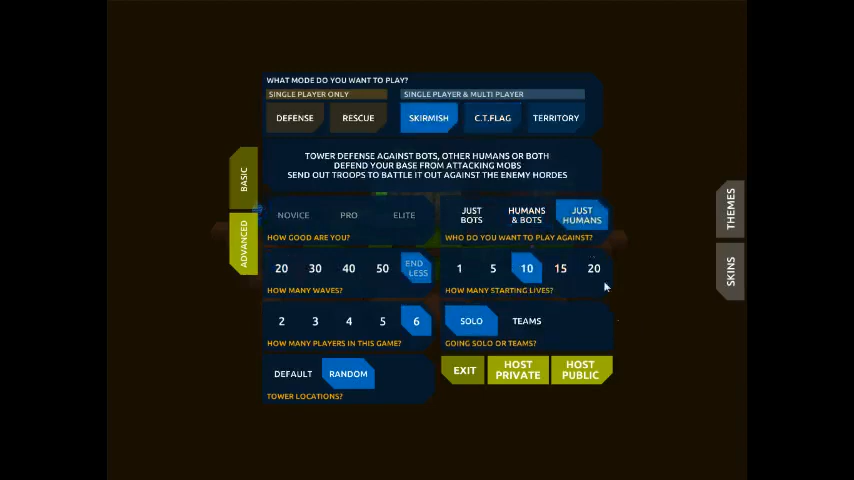 WHAT MODE DO YOU WANT TO PLAY?
SINGLE PLAYER ONLY
SINGLE PLAYER & MULTI PLAYER
DEFENSE
RESCUE
SKIRMISH
C.T.FLAG
TERRITORY
TOWER DEFENSE AGAINST BOTS, OTHER HUMANS OR BOTH
DEFEND YOUR BASE FROM ATTACKING MOBS
SEND OUT TROOPS TO BATTLE IT OUT AGAINST THE ENEMY HORDES
BASIC
ADVANCED
NOVICE
PRO
ELITE
HOW GOOD ARE YOU?
JUST
BOTS
HUMANS
& BOTS
JUST
HUMANS
WHO DO YOU WANT TO PLAY AGAINST?
20 30 40 50
END
LESS
HOW MANY WAVES?
1 5 10 15 20
HOW MANY STARTING LIVES?
2 3 4 5 6
HOW MANY PLAYERS IN THIS GAME?
SOLO
TEAMS
GOING SOLO OR TEAMS?
DEFAULT
RANDOM
TOWER LOCATIONS?
EXIT
HOST
PRIVATE
HOST
PUBLIC
THEMES
SKINS